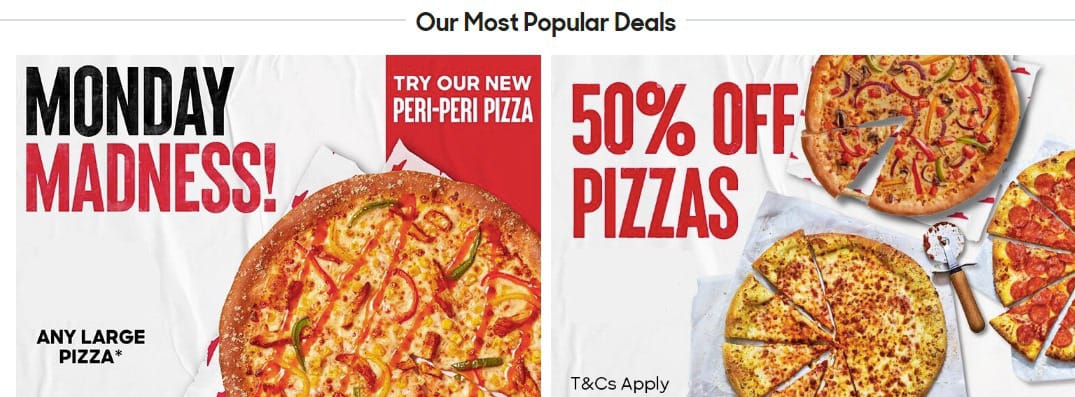 Our Most Popular Deals
MONDAY
MADNESS!
TRY OUR NEW
PERI-PERI PIZZA
ANY LARGE
PIZZA*
50% OFF
PIZZAS
T&Cs Apply